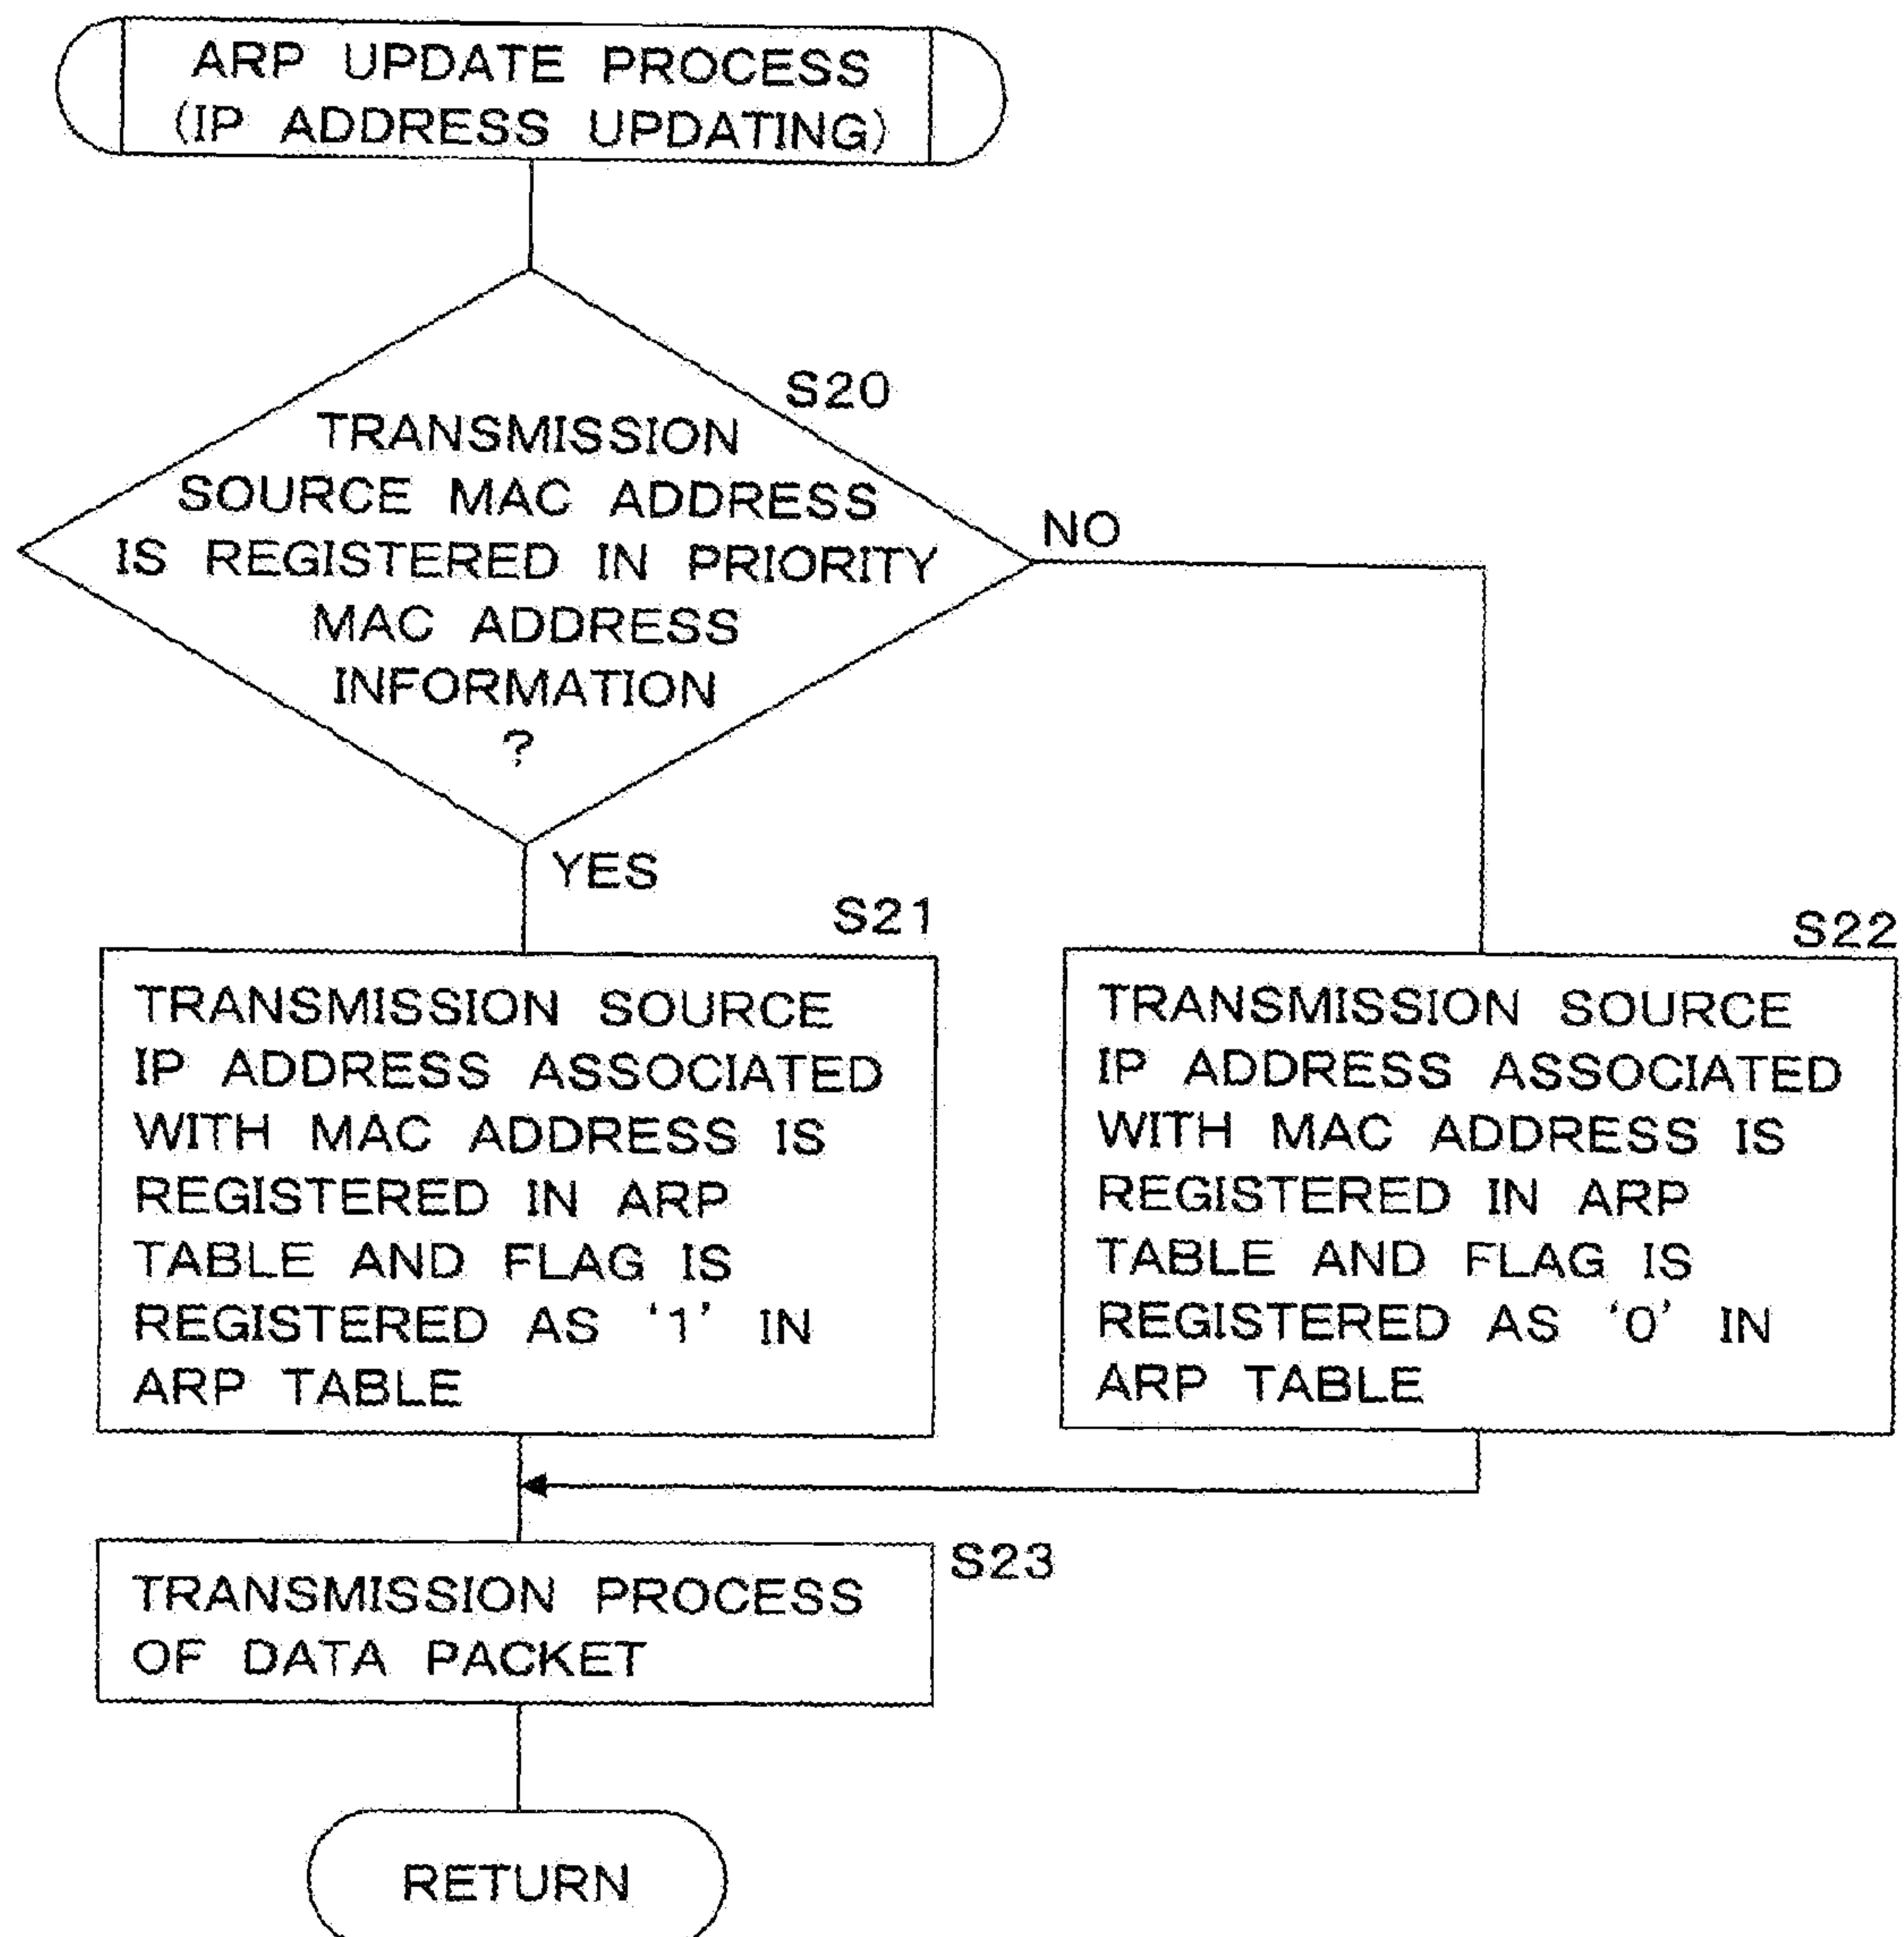 ARP UPDATE PROCESS
(IP ADDRESS UPDATING)
S20
TRANSMISSION
SOURCE MAC ADDRESS
IS REGISTERED IN PRIORITY
MAC ADDRESS
INFORMATION
?
NO
YES
S21
TRANSMISSION SOURCE
IP ADDRESS ASSOCIATED
WITH MAC ADDRESS IS
REGISTERED IN ARP
TABLE AND FLAG IS
REGISTERED AS '1' IN
ARP TABLE
S22
TRANSMISSION SOURCE
IP ADDRESS ASSOCIATED
WITH MAC ADDRESS IS
REGISTERED IN ARP
TABLE AND FLAG IS
REGISTERED AS '0' IN
ARP TABLE
S23
TRANSMISSION PROCESS
OF DATA PACKET
RETURN